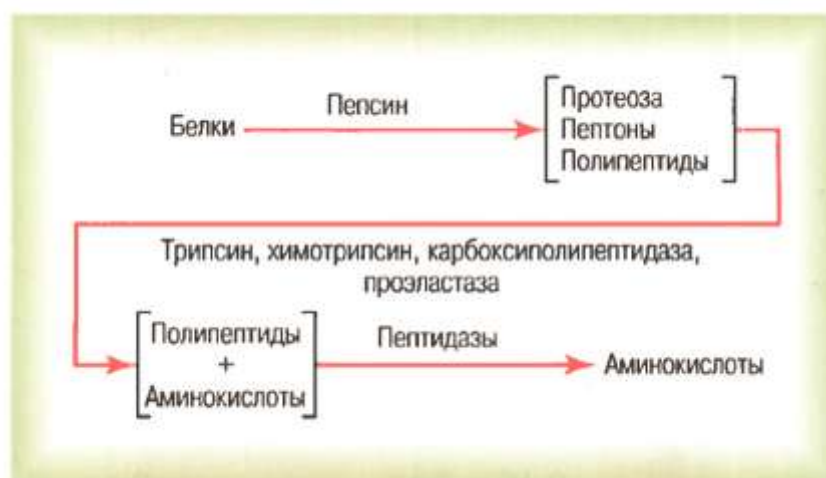 Белки
Пепсин
Протеоза
Пептоны
Полипептиды
Трипсин, химотрипсин, карбоксиполипептидаза,
проэластаза
Полипептиды
+
Аминокислоты
Пептидазы
Аминокислоты